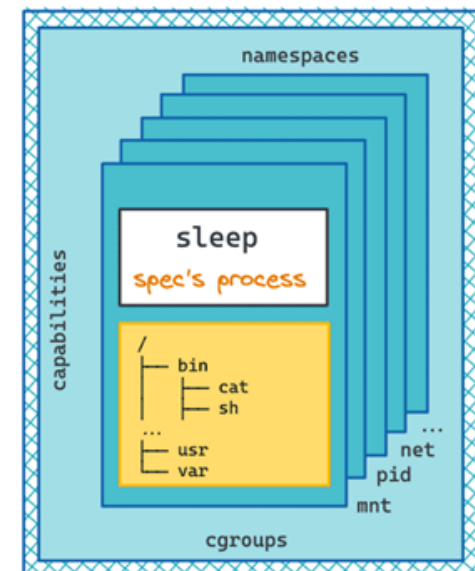 namespaces
capabilities
sleep
spec's process
/
├── bin
│   ├── cat
│   ├── sh
...
├── usr
└── var
...
net
pid
mnt
cgroups